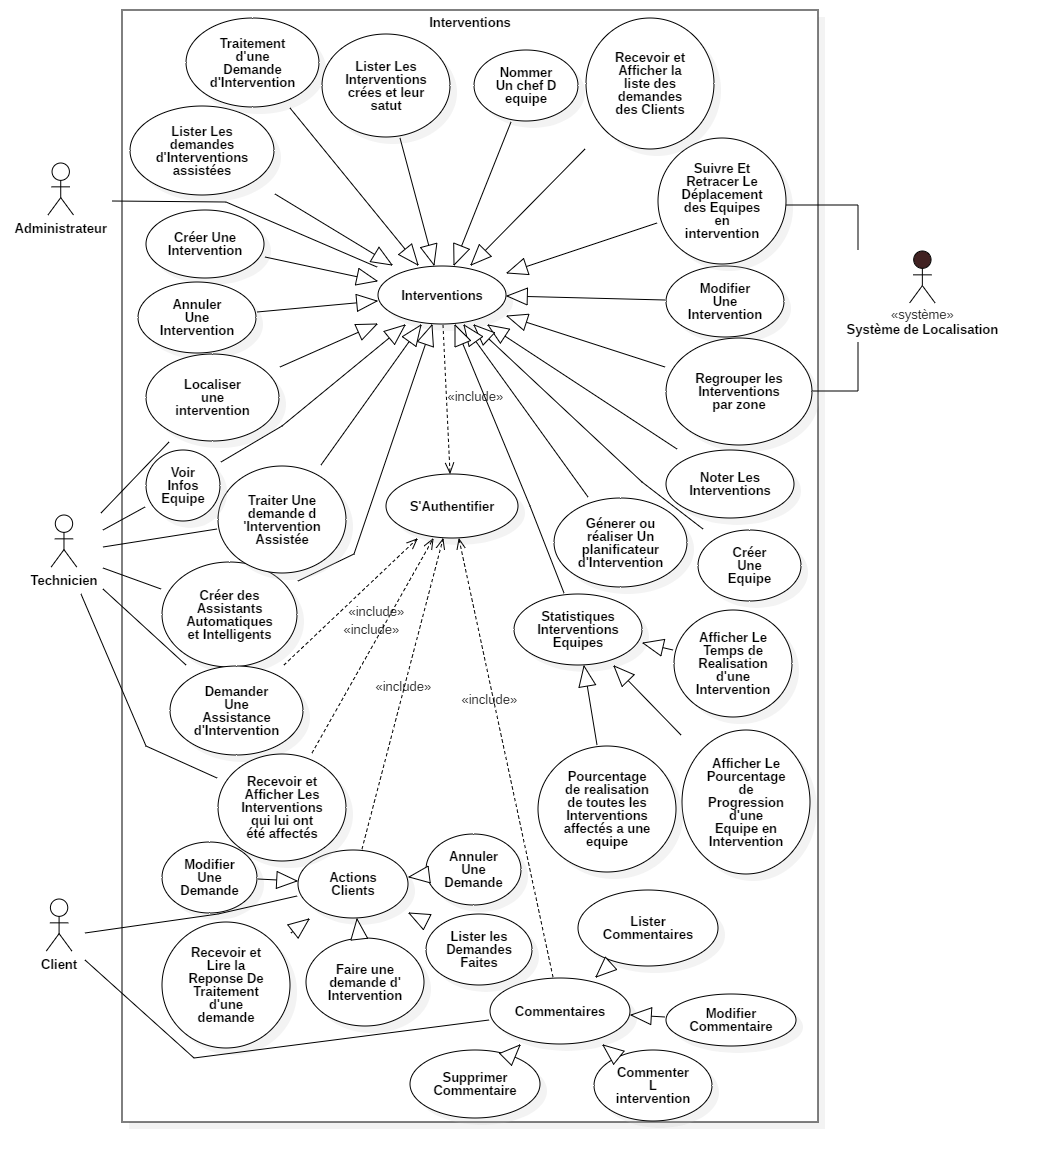 Interventions
Traitement
d'une
Demande
d'Intervention
Lister Les
Interventions
crées et leur
satut
Nommer
Un chef D
equipe
Recevoir et
Afficher la
liste des
demandes
des Clients
Lister Les
demandes
d'Interventions
assistées
Suivre Et
Retracer Le
Déplacement
des Equipes
en
intervention
Administrateur
Créer Une
Intervention
Interventions
Modifier
Une
Intervention
«système»
Système de Localisation
Annuler
Une
Intervention
Localiser
une
intervention
«include»
Regrouper les
Interventions
par zone
Voir
Infos
Equipe
Noter Les
Interventions
Traiter Une
demande d
'Intervention
Assistée
S'Authentifier
Génerer ou
réaliser Un
planificateur
d'Intervention
Créer
Une
Equipe
Technicien
Créer des
Assistants
Automatiques
et Intelligents
«include»
«include»
Statistiques
Interventions
Equipes
Afficher Le
Temps de
Realisation
d'une
Intervention
Demander
Une
Assistance
d'Intervention
«include»
«include»
Recevoir et
Afficher Les
Interventions
qui lui ont
été affectés
Pourcentage
de realisation
de toutes les
Interventions
affectés a une
equipe
Afficher Le
Pourcentage
de
Progression
d'une
Equipe en
Intervention
Modifier
Une
Demande
Actions
Clients
Annuler
Une
Demande
Client
Lister
Commentaires
Recevoir et
Lire la
Reponse De
Traitement
d'une
demande
Faire une
demande d'
Intervention
Lister les
Demandes
Faites
Commentaires
Modifier
Commentaire
Supprimer
Commentaire
Commenter
L
intervention